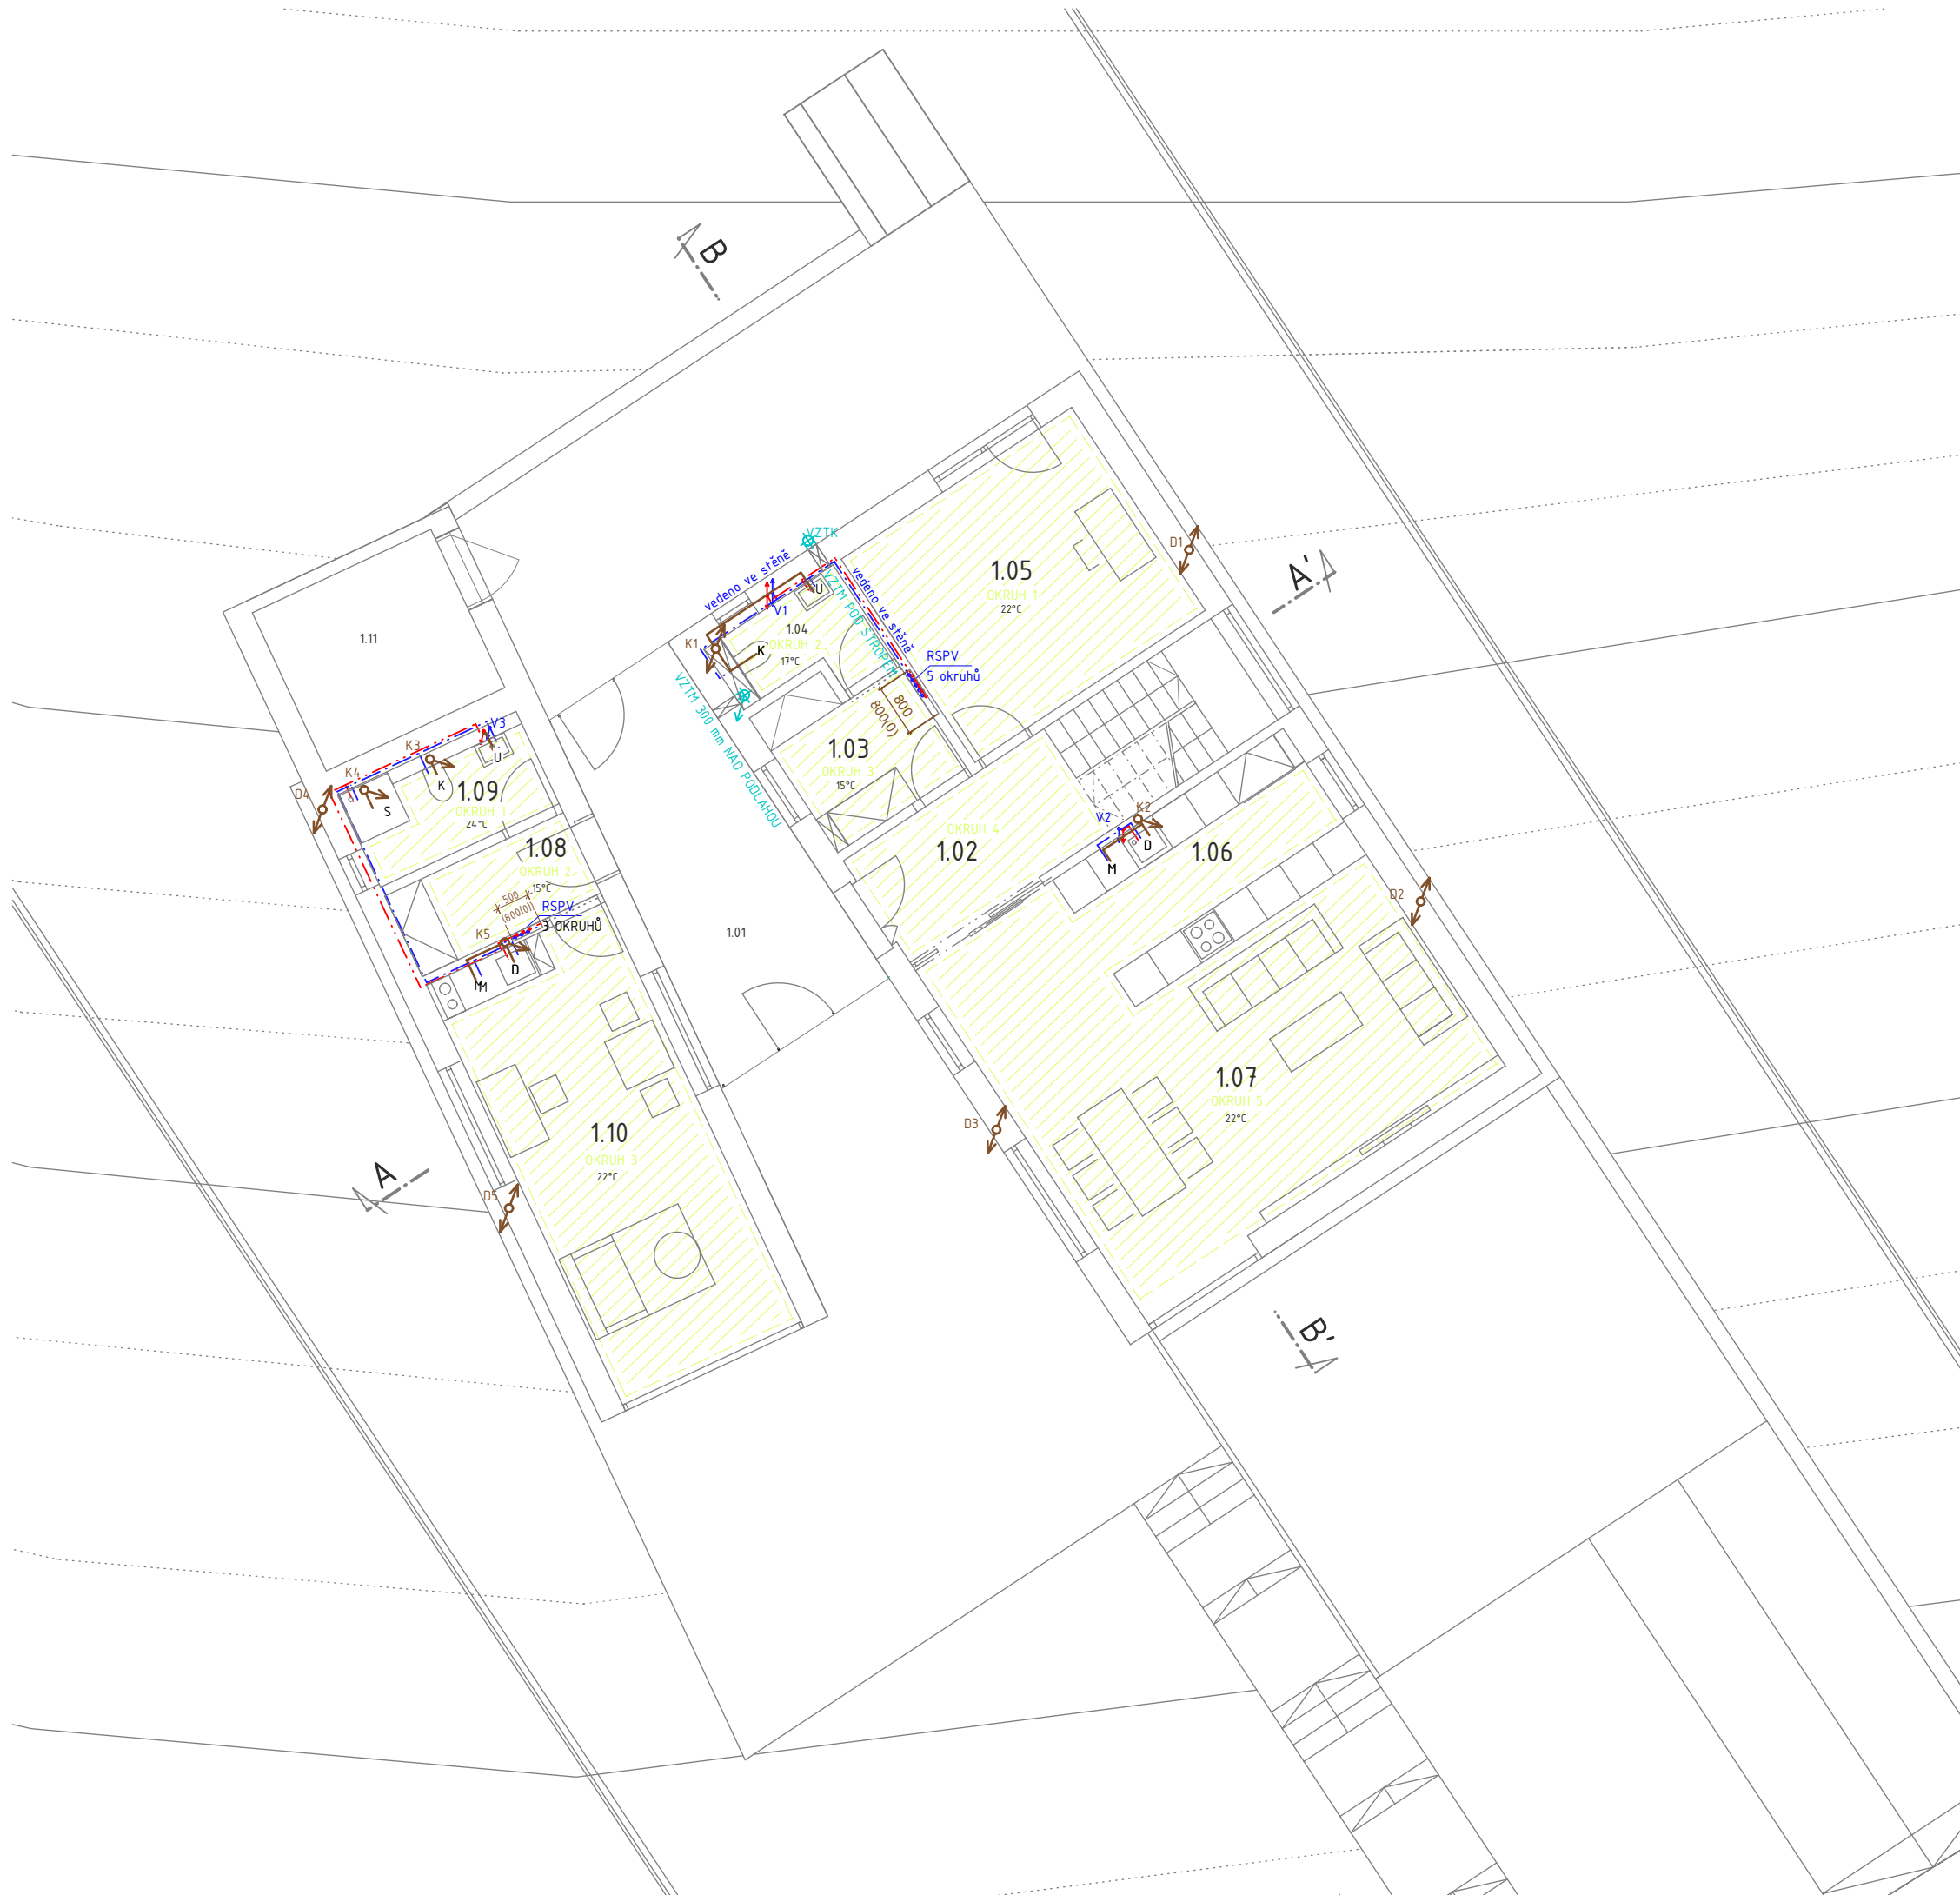 B
A'
D1
VZTK
vedeno ve stěně
U
V1
1.04
OKRUH 2
17°C
K
K1
VZTM POD STROPEM
vedeno ve stěně
1.05
OKRUH 1
22°C
RSPV
5 okruhů
800
800(0)
VZTM 300 mm NAD PODLAHOU
1.03
OKRUH 3
15°C
1.11
V3
K3
U
K4
K
S
D4
1.09
OKRUH 1
24°C
1.08
OKRUH 2
15°C
500
(800(0))
RSPV
3 OKRUHŮ
K5
D
M
M
OKRUH 4
1.02
V2
K2
D
M
1.06
D2
1.01
1.07
OKRUH 5
22°C
D3
1.10
OKRUH 3
22°C
A
D5
B'